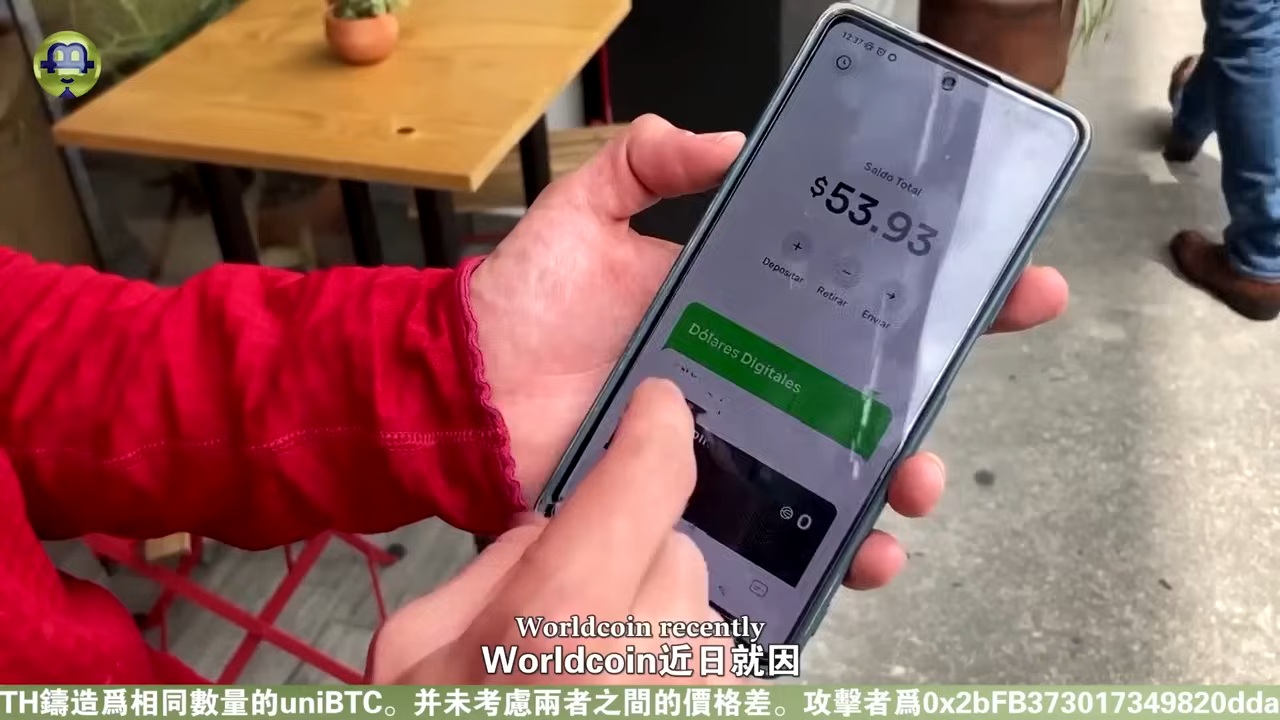 12:37
Saldo Total
$53.93
Depositar
Retirar
Enviar
Dólares Digitales
0
Worldcoin recently
Worldcoin近日就因
TH鑄造爲相同數量的uniBTC。并未考慮兩者之間的價格差。攻擊者爲0x2bFB373017349820dda